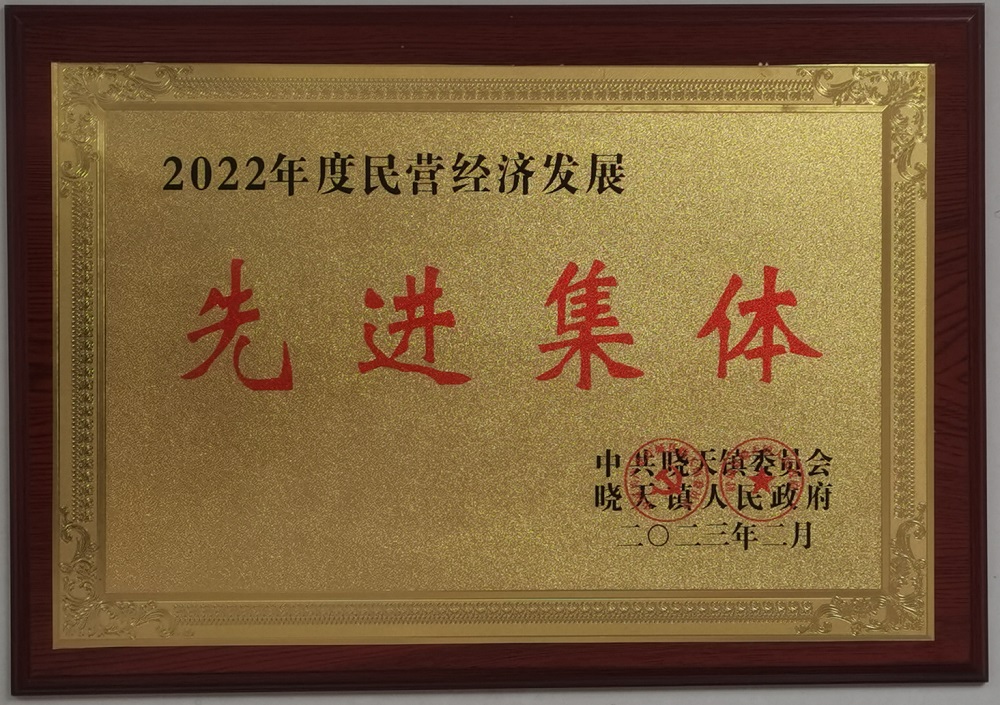 2022年度民营经济发展
先进集体
中共晓天镇委员会
晓天镇人民政府
二〇二三年二月